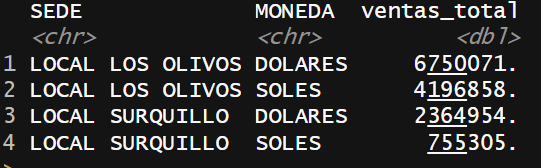 SEDE MONEDA ventas_total
<chr> <chr> <dbl>
1 LOCAL LOS OLIVOS DOLARES 6750071.
2 LOCAL LOS OLIVOS SOLES 4196858.
3 LOCAL SURQUILLO DOLARES 2364954.
4 LOCAL SURQUILLO SOLES 755305.